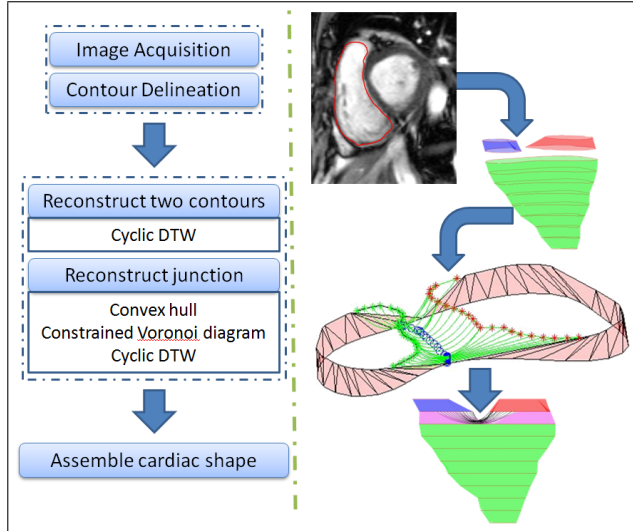 Image Acquisition
Contour Delineation
Reconstruct two contours
Cyclic DTW
Reconstruct junction
Convex hull
Constrained Voronoi diagram
Cyclic DTW
Assemble cardiac shape